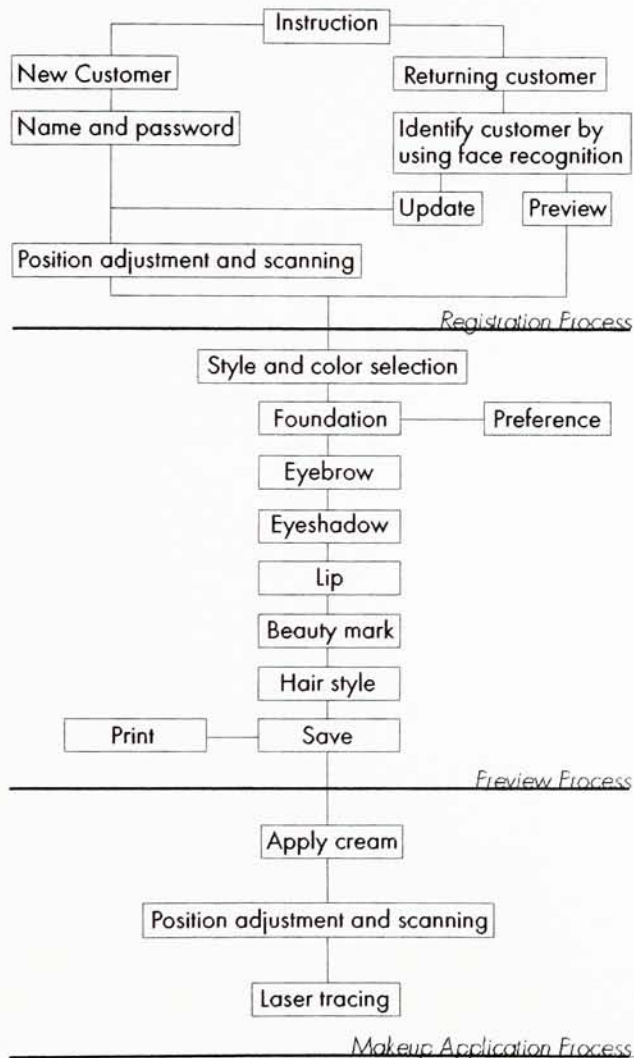 Instruction
New Customer
Returning customer
Name and password
Identify customer by
using face recognition
Update
Preview
Position adjustment and scanning
Registration Process
Style and color selection
Foundation
Preference
Eyebrow
Eyeshadow
Lip
Beauty mark
Hair style
Print
Save
Preview Process
Apply cream
Position adjustment and scanning
Laser tracing
Makeup Application Process